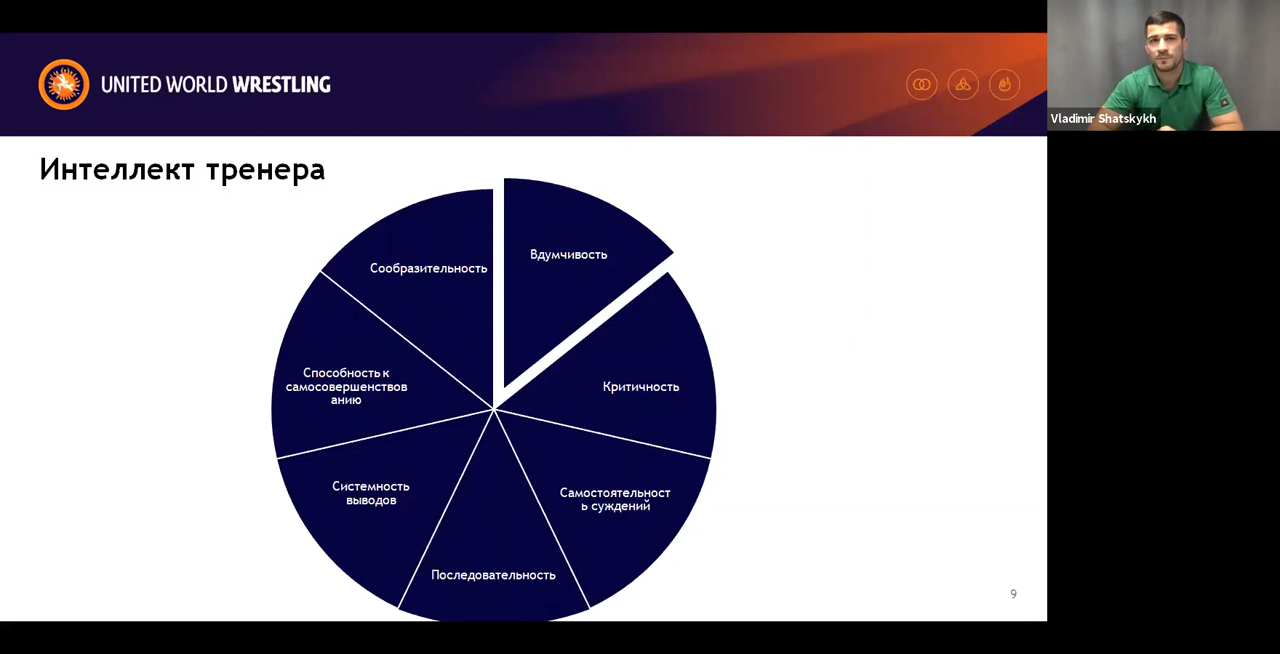 UNITED WORLD WRESTLING
Vladimir Shatskykh
Интеллект тренера
Вдумчивость
Сообразительность
Способность к
самосовершенствов
анию
Критичность
Системность
выводов
Самостоятельност
ь суждений
Последовательность
9